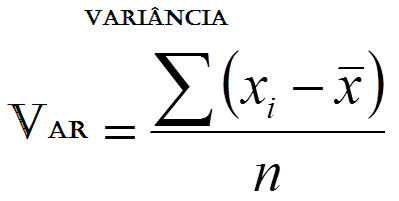 VARIÂNCIA
VAR = ∑(xᵢ − x̅) / n